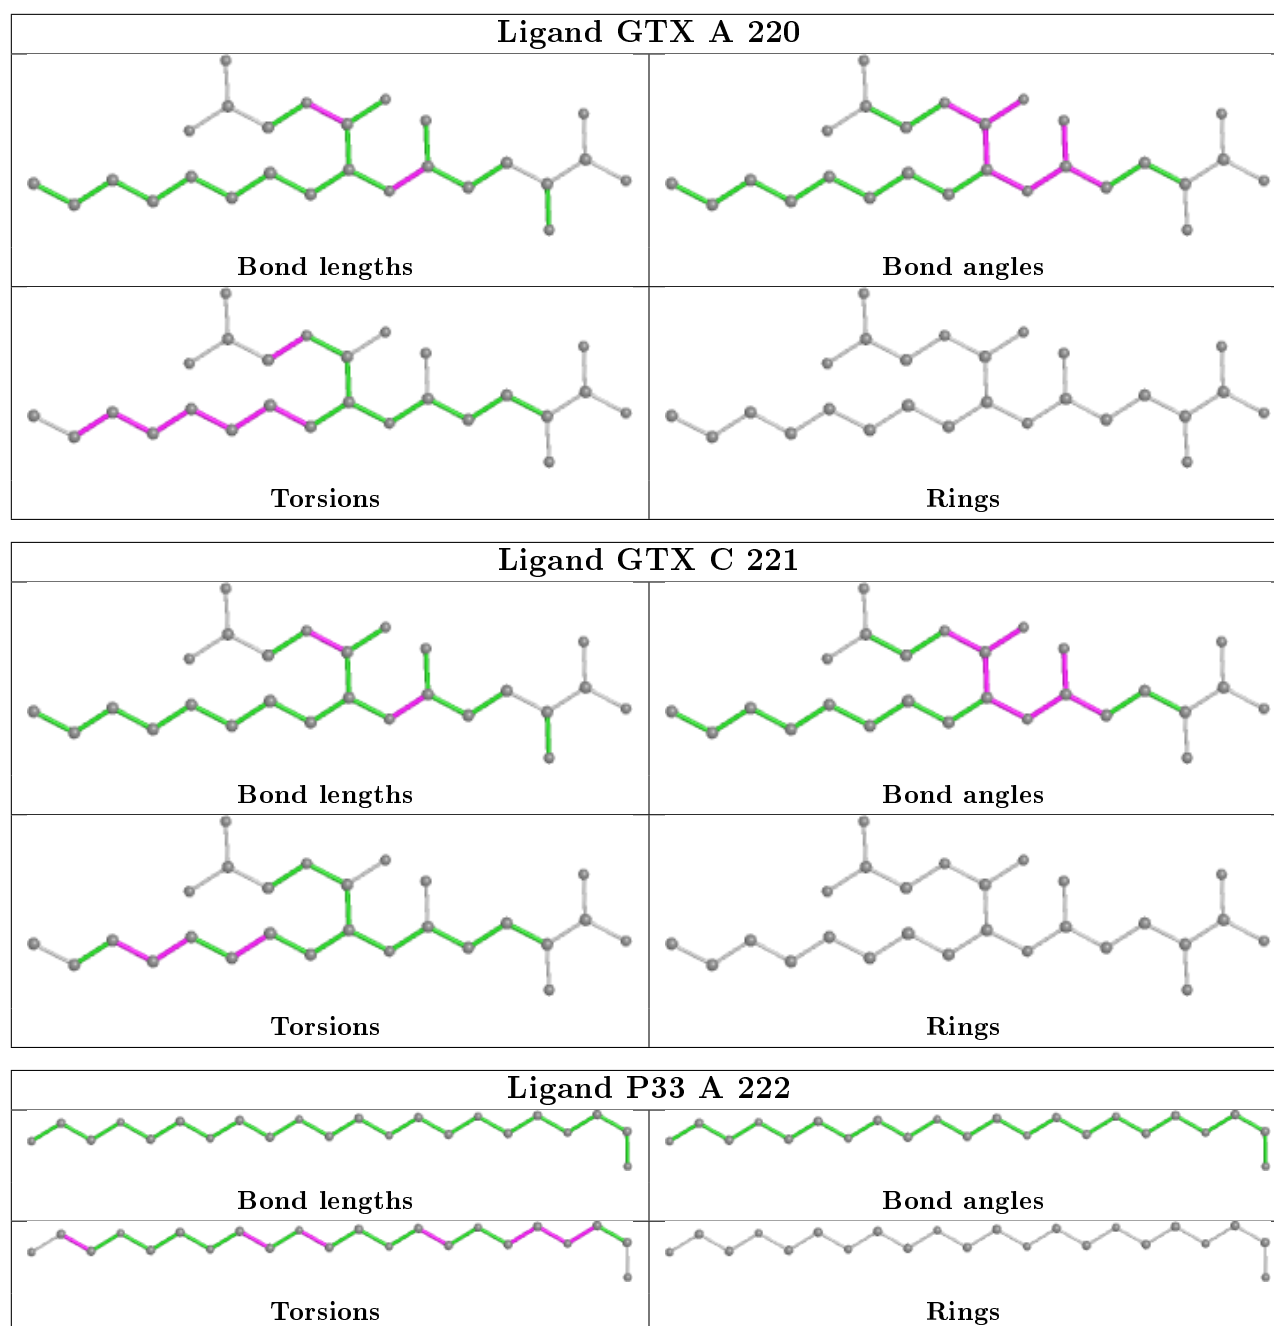 Ligand GTX A 220
Bond lengths
Bond angles
Torsions
Rings
Ligand GTX C 221
Bond lengths
Bond angles
Torsions
Rings
Ligand P33 A 222
Bond lengths
Bond angles
Torsions
Rings